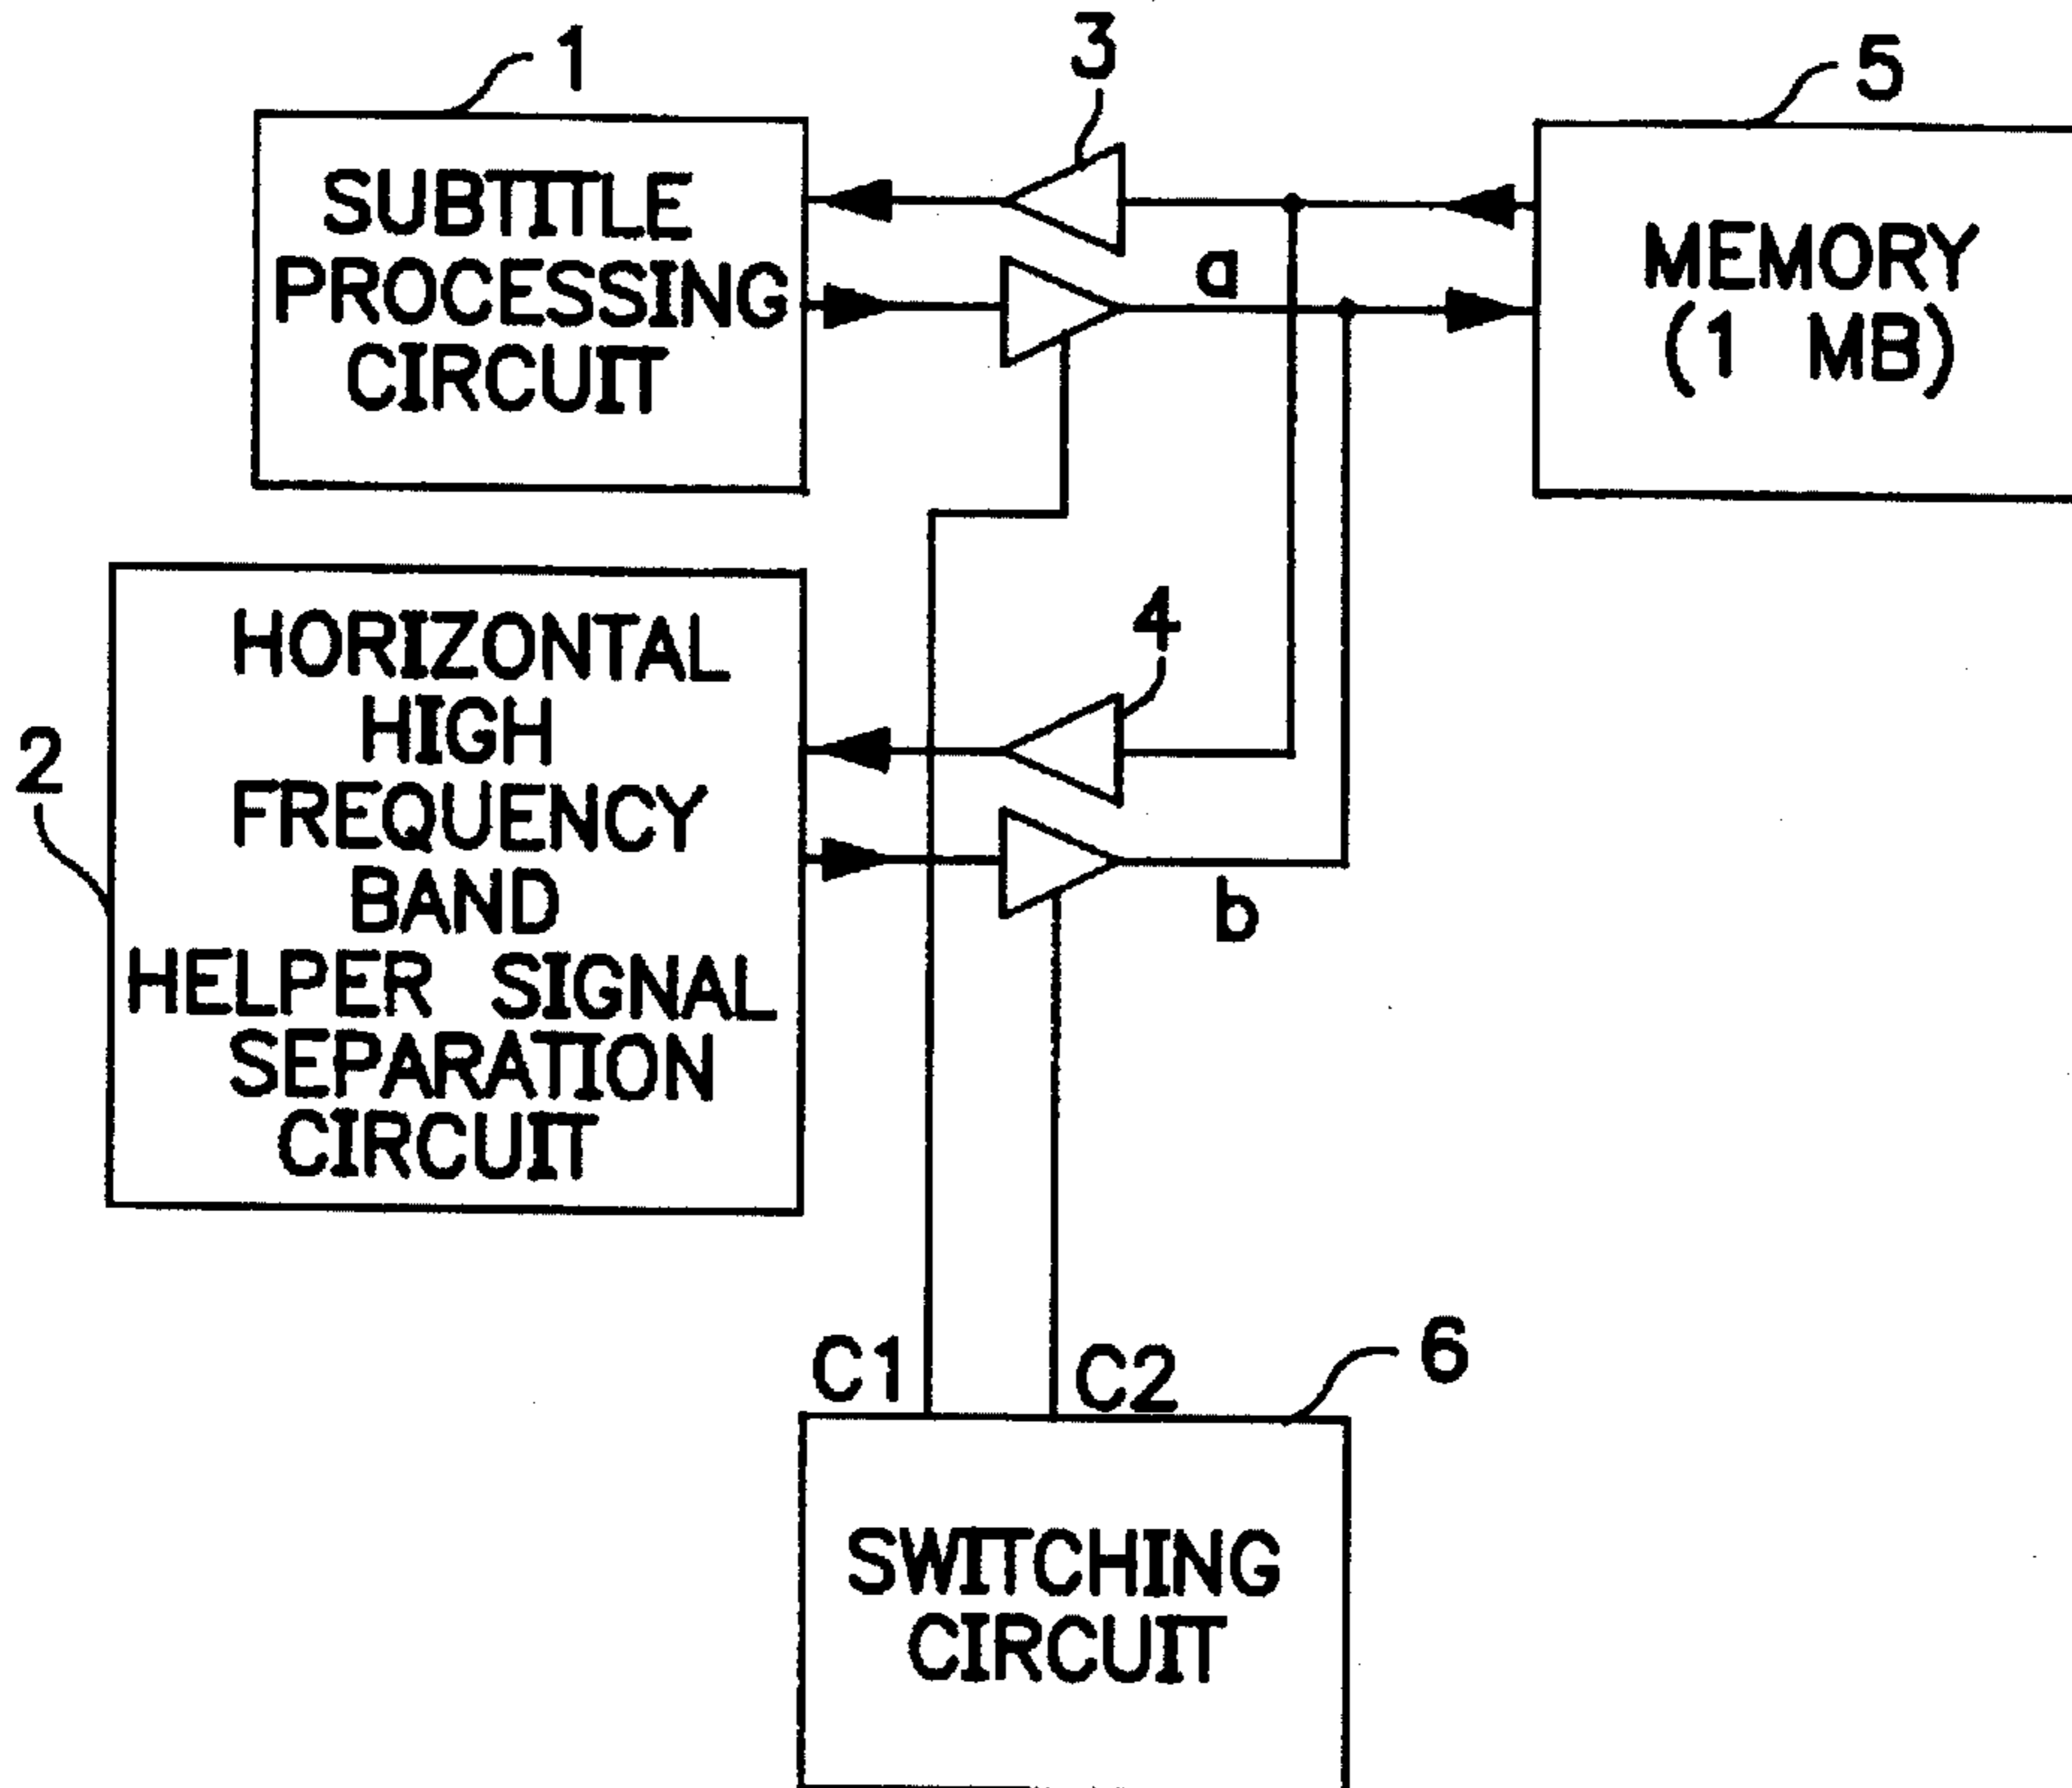 1
3
5
SUBTITLE
PROCESSING
CIRCUIT
a
MEMORY
(1 MB)
2
HORIZONTAL
HIGH
FREQUENCY
BAND
HELPER SIGNAL
SEPARATION
CIRCUIT
4
b
C1
C2
6
SWITCHING
CIRCUIT